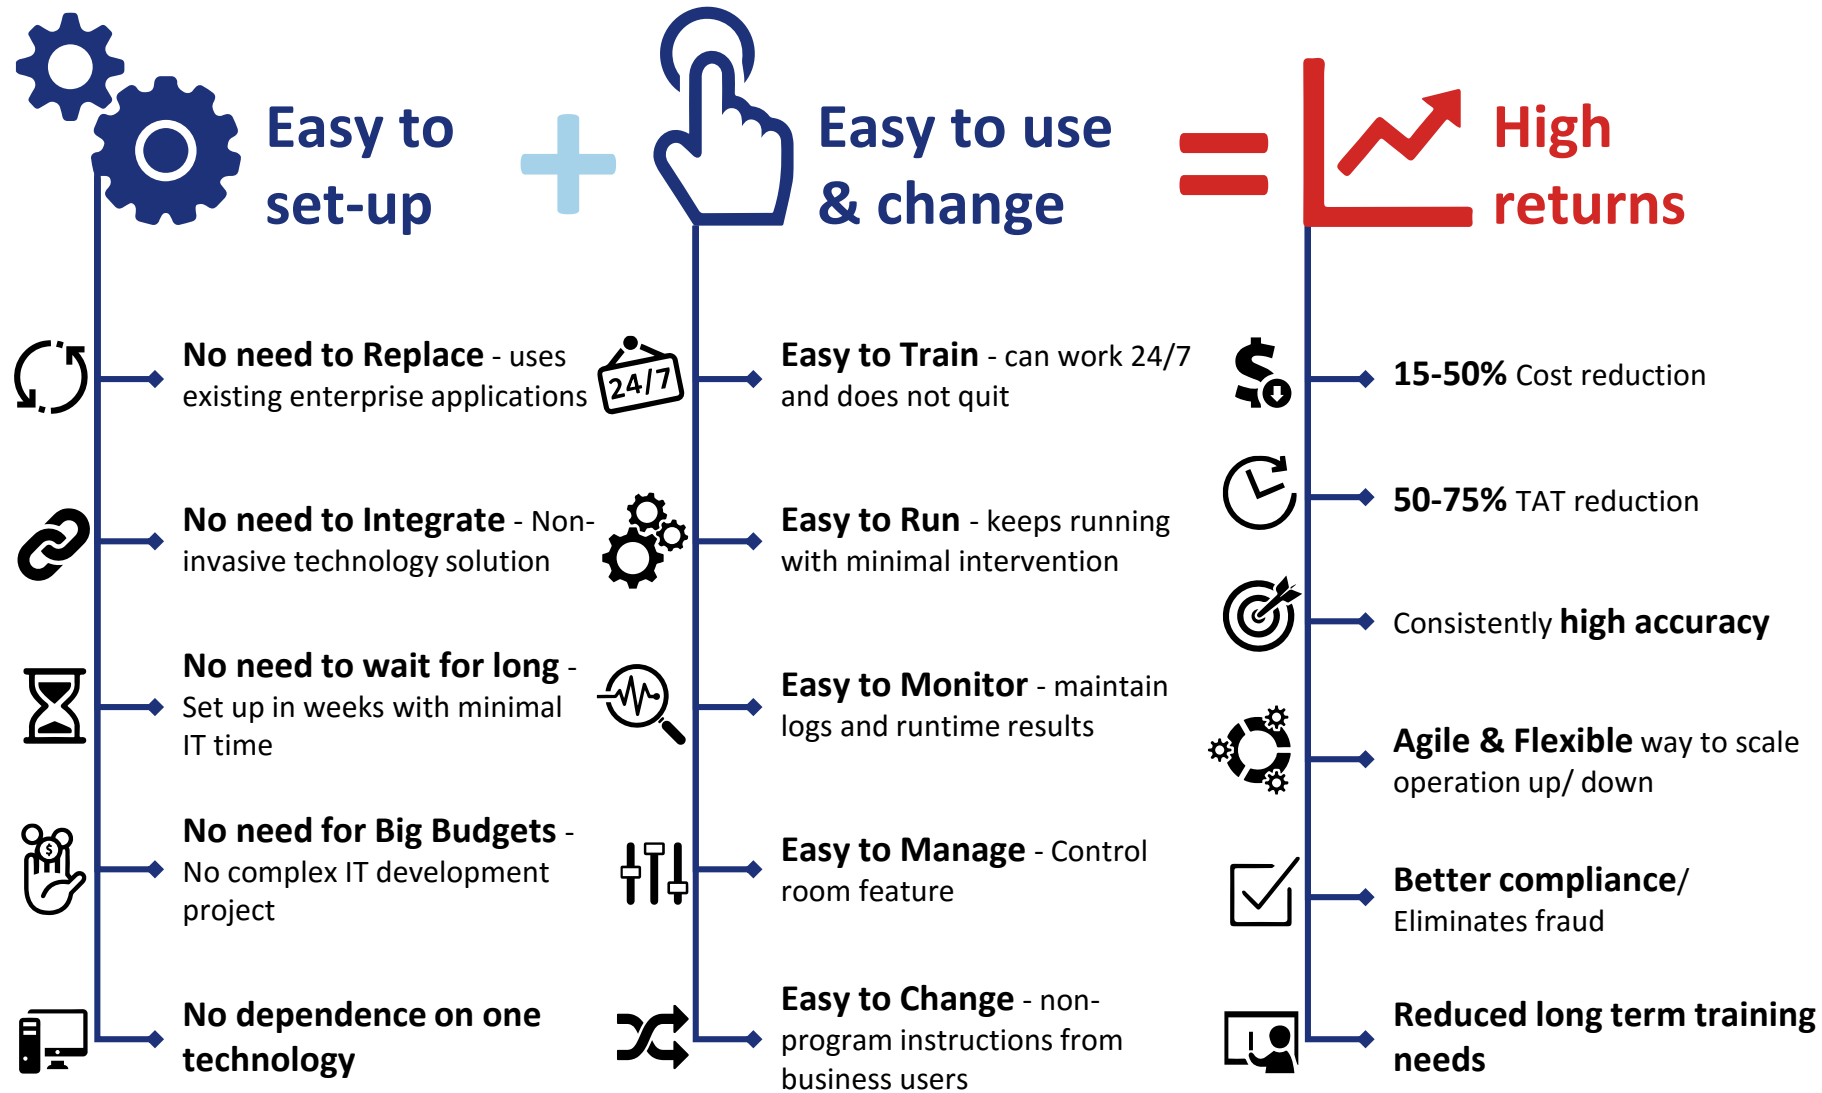 Easy to
set-up
Easy to use
& change
High
returns
No need to Replace - uses
existing enterprise applications
No need to Integrate - Non-
invasive technology solution
No need to wait for long -
Set up in weeks with minimal
IT time
$
No need for Big Budgets -
No complex IT development
project
No dependence on one
technology
24/7
Easy to Train - can work 24/7
and does not quit
Easy to Run - keeps running
with minimal intervention
Easy to Monitor - maintain
logs and runtime results
Easy to Manage - Control
room feature
Easy to Change - non-
program instructions from
business users
$
15-50% Cost reduction
50-75% TAT reduction
Consistently high accuracy
Agile & Flexible way to scale
operation up/ down
Better compliance/
Eliminates fraud
Reduced long term training
needs